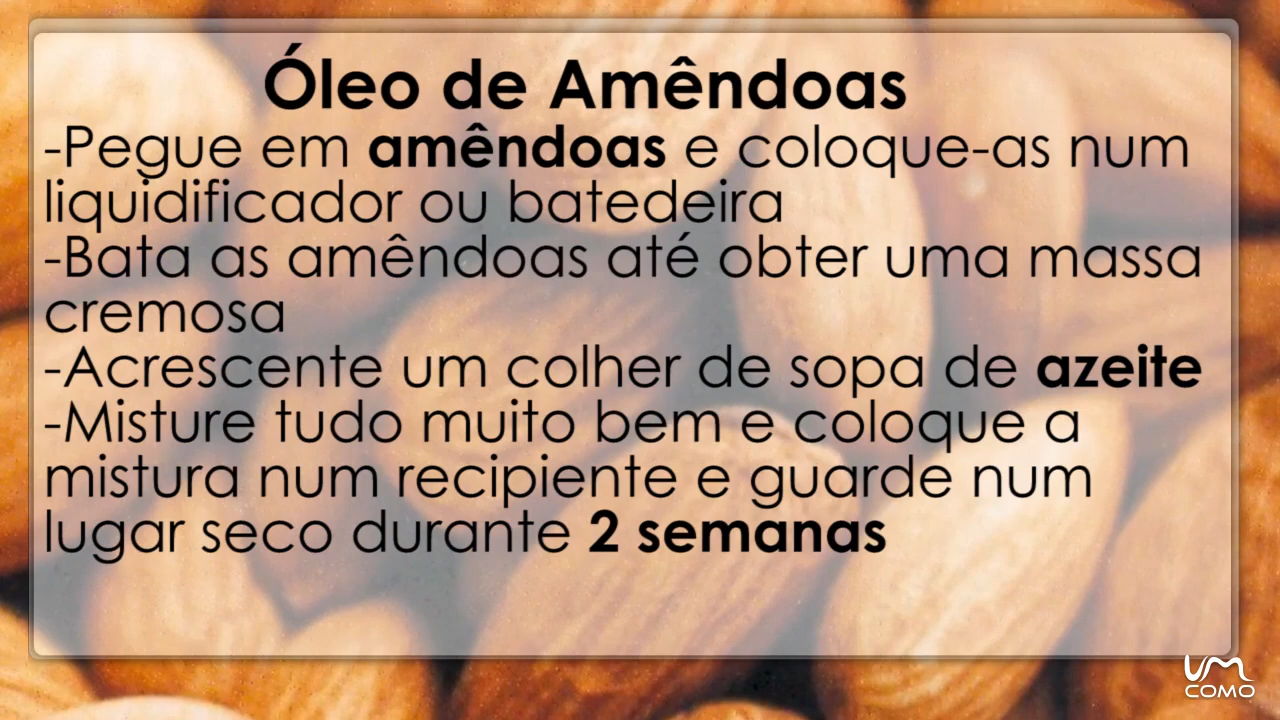 Óleo de Amêndoas
-Pegue em amêndoas e coloque-as num
liquidificador ou batedeira
-Bata as amêndoas até obter uma massa
cremosa
-Acrescente um colher de sopa de azeite
-Misture tudo muito bem e coloque a
mistura num recipiente e guarde num
lugar seco durante 2 semanas
UM
COMO